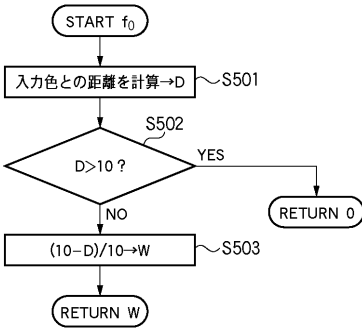 START f₀
入力色との距離を計算→D
S501
S502
D>10？
YES
NO
RETURN 0
(10-D)/10→W
S503
RETURN W